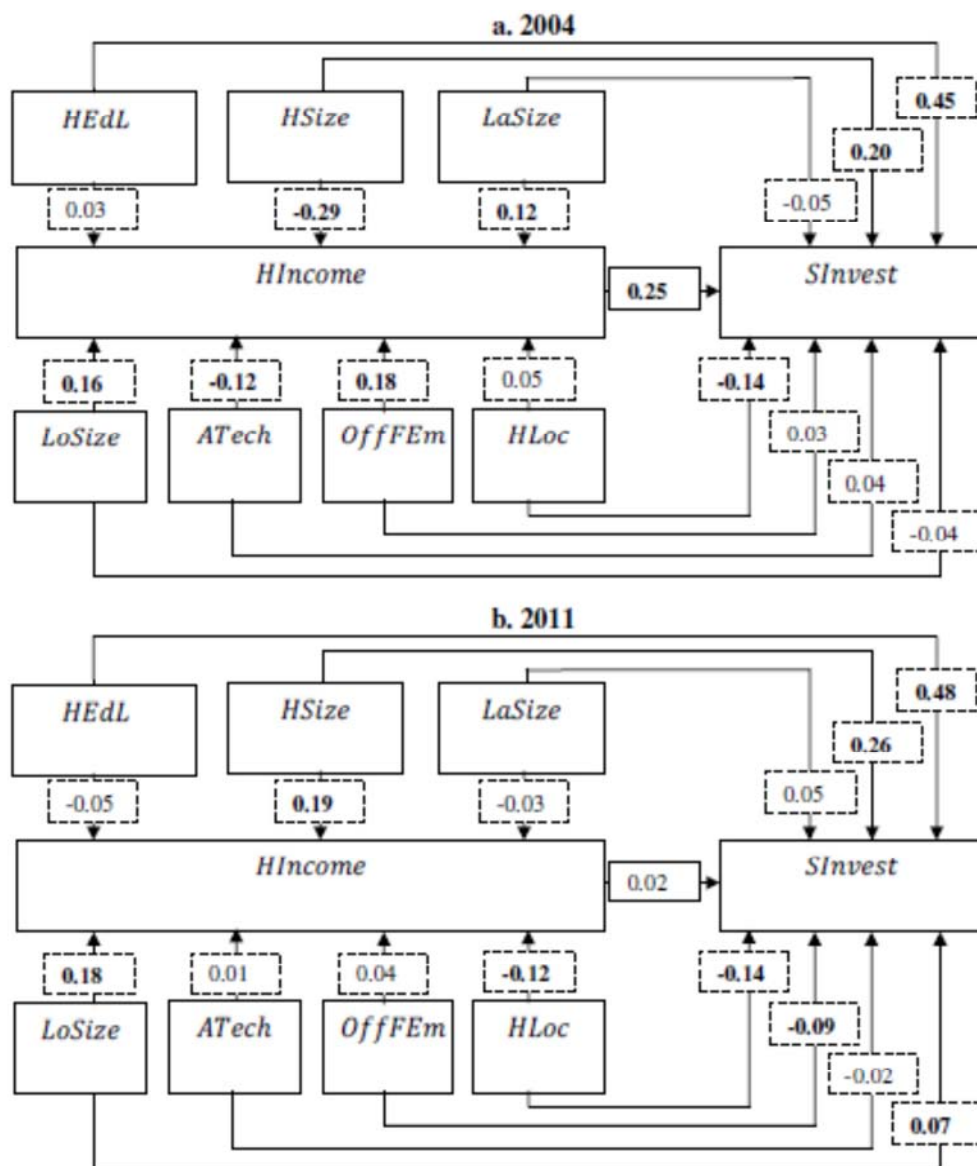 a. 2004
HEdL HSize LaSize 0.45
0.20
0.03 -0.29 0.12 -0.05
HIncome 0.25 SInvest
0.16 -0.12 0.18 0.05 -0.14
LoSize ATech OffFEm HLoc 0.03
0.04
-0.04
b. 2011
HEdL HSize LaSize 0.48
0.26
-0.05 0.19 -0.03 0.05
HIncome 0.02 SInvest
0.18 0.01 0.04 -0.12 -0.14
LoSize ATech OffFEm HLoc -0.09
-0.02
0.07